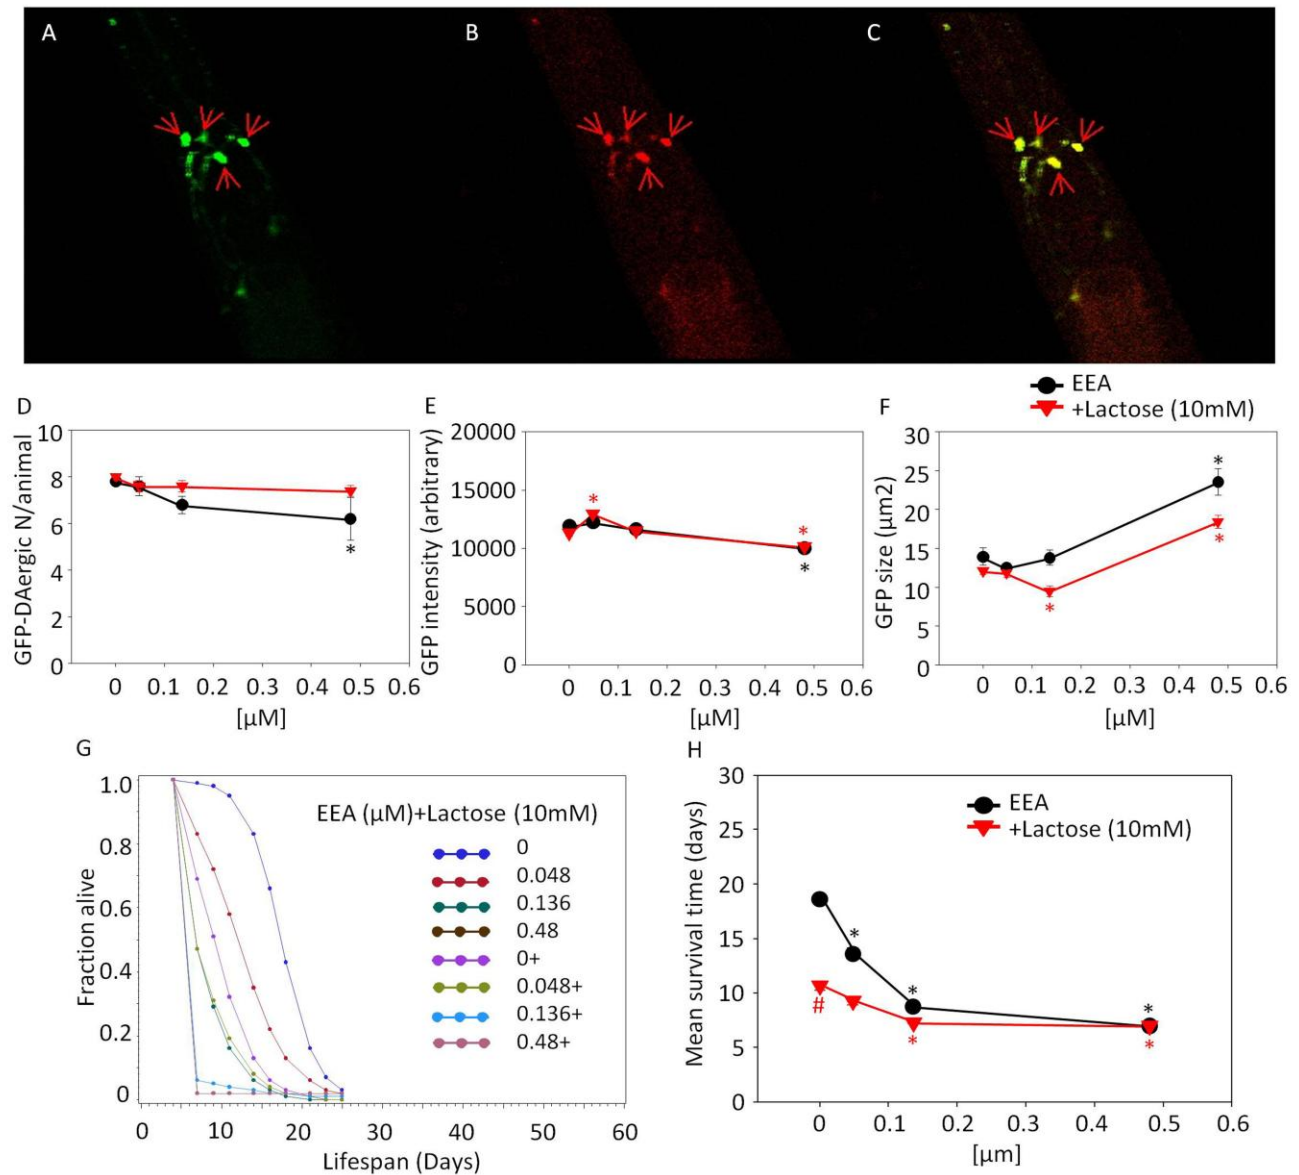 A
B
C
EEA
+Lactose (10mM)
D
E
F
10
8
6
4
2
0
GFP-DAergic N/animal
*
0 0.1 0.2 0.3 0.4 0.5 0.6
[µM]
20000
15000
10000
5000
0
GFP intensity (arbitrary)
*
*
*
0 0.1 0.2 0.3 0.4 0.5 0.6
[µM]
30
25
20
15
10
5
0
GFP size (µm2)
*
*
*
0 0.1 0.2 0.3 0.4 0.5 0.6
[µM]
G
1.0
0.8
0.6
0.4
0.2
0
Fraction alive
EEA (µM)+Lactose (10mM)
0
0.048
0.136
0.48
0+
0.048+
0.136+
0.48+
0 10 20 30 40 50 60
Lifespan (Days)
H
30
25
20
15
10
5
0
Mean survival time (days)
EEA
+Lactose (10mM)
*
*
*
#
*
*
0 0.1 0.2 0.3 0.4 0.5 0.6
[µm]